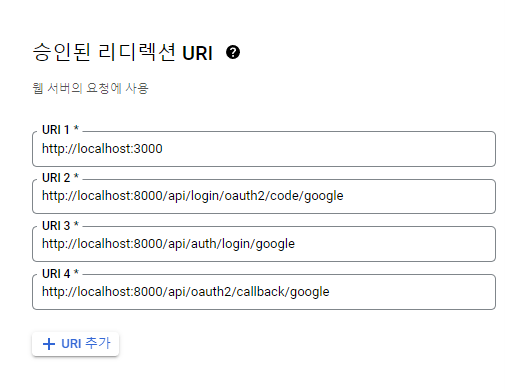 승인된 리디렉션 URI ?
웹 서버의 요청에 사용
URI 1 *
http://localhost:3000
URI 2 *
http://localhost:8000/api/login/oauth2/code/google
URI 3 *
http://localhost:8000/api/auth/login/google
URI 4 *
http://localhost:8000/api/oauth2/callback/google
+ URI 추가